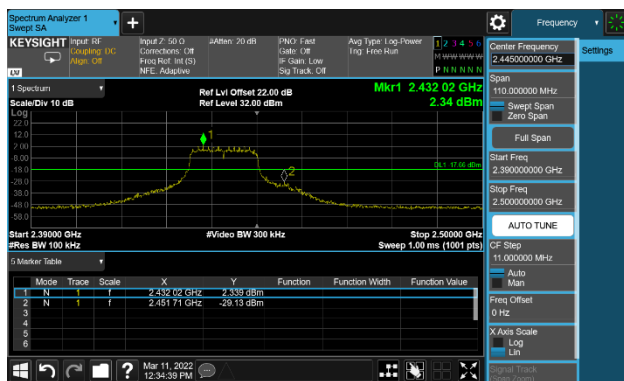 Spectrum Analyzer 1
Swept SA
Frequency
KEYSIGHT
Input: RF
Coupling: DC
Align: Off
Input Z: 50 Ω
Corrections: Off
Freq Ref: Int (S)
NFE: Adaptive
#Atten: 20 dB
PNO: Fast
Gate: Off
IF Gain: Low
Sig Track: Off
Avg Type: Log-Power
Trig: Free Run
1 2 3 4 5 6
M W W W W W
P N N N N N
Center Frequency
2.445000000 GHz
Settings
LXI
1 Spectrum
Scale/Div 10 dB
Ref Lvl Offset 22.00 dB
Ref Level 32.00 dBm
Mkr1 2.432 02 GHz
2.34 dBm
Span
110.000000 MHz
Swept Span
Zero Span
Log
22.0
12.0
2.00
-8.00
-18.0
-28.0
-38.0
-48.0
-50.0
1
2
DL1 -17.66 dBm
Full Span
Start Freq
2.390000000 GHz
Stop Freq
2.500000000 GHz
Start 2.39000 GHz
#Res BW 100 kHz
#Video BW 300 kHz
Stop 2.50000 GHz
Sweep 1.00 ms (1001 pts)
AUTO TUNE
5 Marker Table
CF Step
11.000000 MHz
Auto
Man
Mode Trace Scale X Y Function Function Width Function Value
1 N 1 f 2.432 02 GHz 2.339 dBm
2 N 1 f 2.451 71 GHz -29.13 dBm
3
4
5
6
Freq Offset
0 Hz
X Axis Scale
Log
Lin
Signal Track
(Span Zoom)
?
Mar 11, 2022
12:34:39 PM